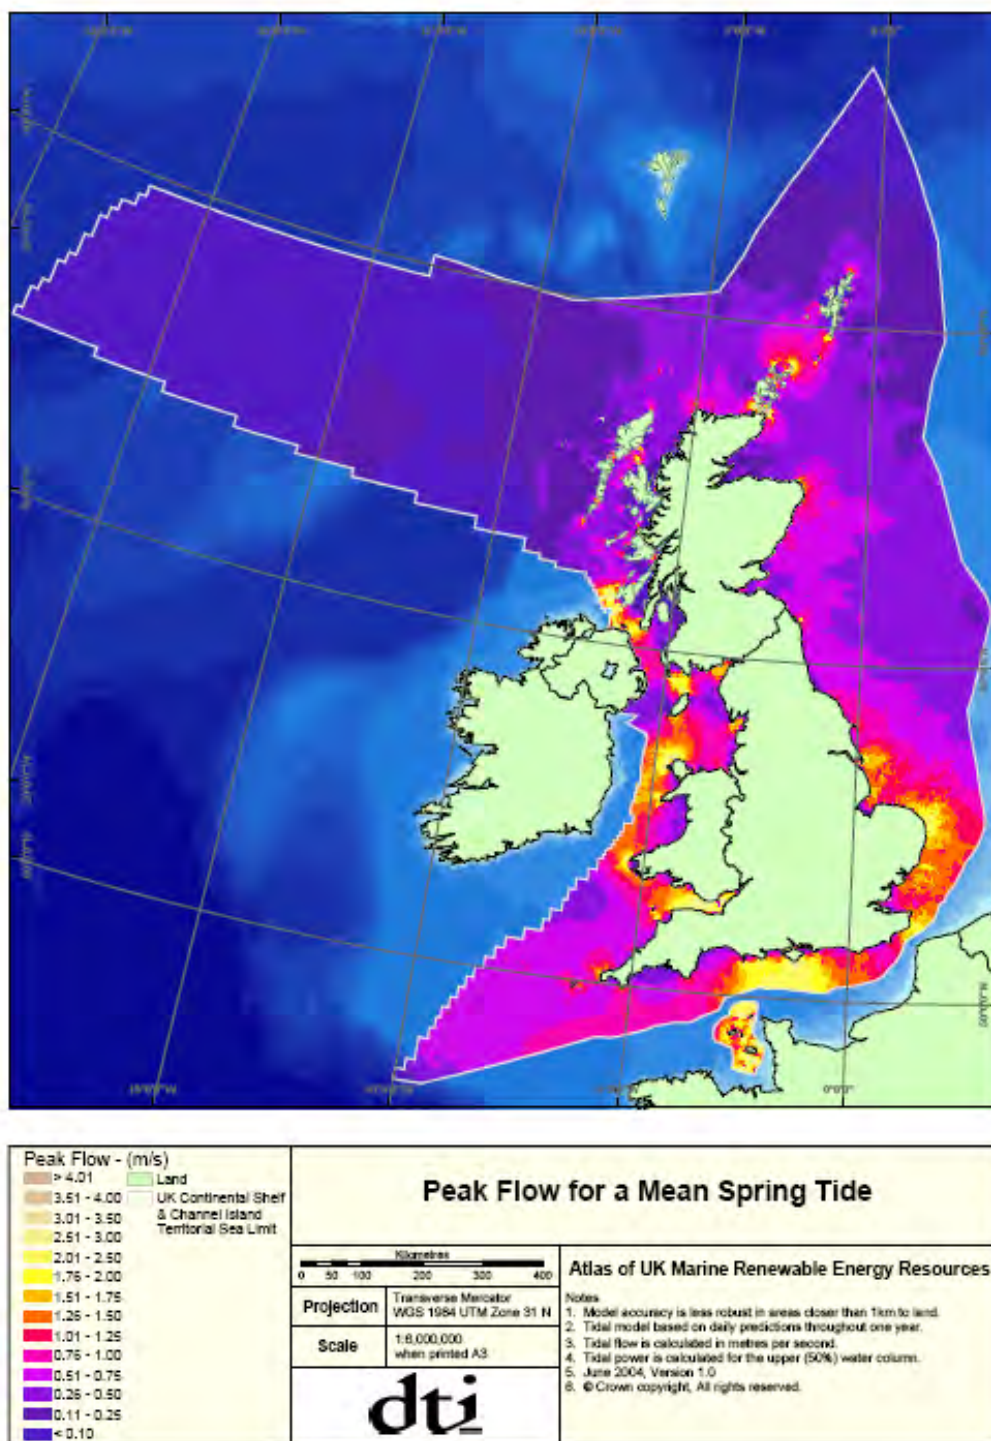 Peak Flow - (m/s)
> 4.01
3.51 - 4.00
3.01 - 3.50
2.51 - 3.00
2.01 - 2.50
1.76 - 2.00
1.51 - 1.75
1.26 - 1.50
1.01 - 1.25
0.76 - 1.00
0.51 - 0.75
0.26 - 0.50
0.11 - 0.25
< 0.10
Land
UK Continental Shelf
& Channel Island
Territorial Sea Limit
Peak Flow for a Mean Spring Tide
Kilometres
0 50 100 200 300 400
Projection
Transverse Mercator
WGS 1984 UTM Zone 31 N
Scale
1:6,000,000
when printed A3
dti
Atlas of UK Marine Renewable Energy Resources
Notes
1. Model accuracy is less robust in areas closer than 1km to land.
2. Tidal model based on daily predictions throughout one year.
3. Tidal flow is calculated in metres per second.
4. Tidal power is calculated for the upper (50%) water column.
5. June 2004, Version 1.0
6. © Crown copyright, All rights reserved.
0°0'0"